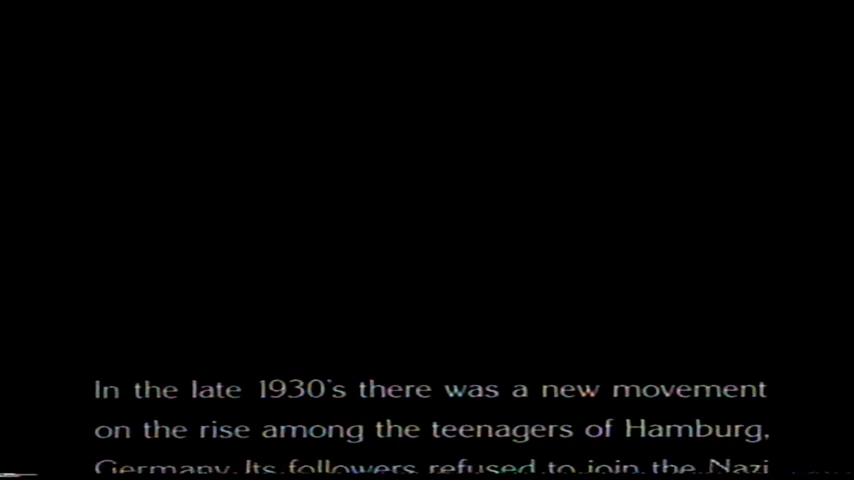 In the late 1930's there was a new movement
on the rise among the teenagers of Hamburg,
Germany. Its followers refused to join the Nazi